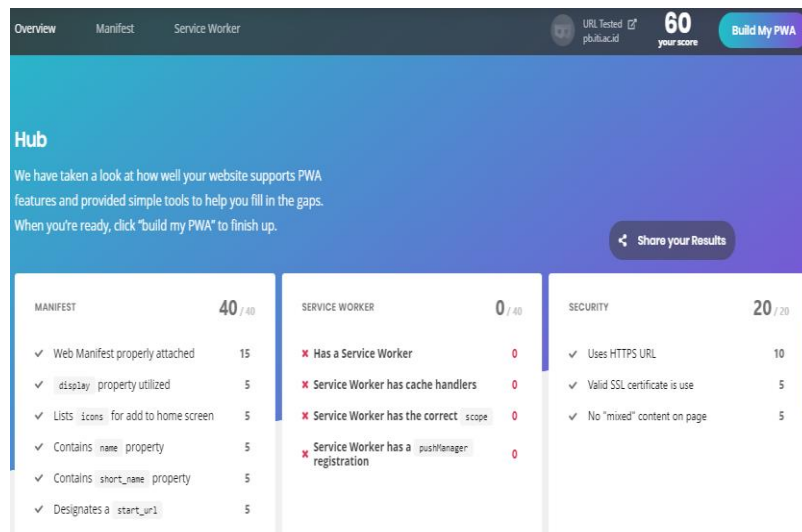 Overview Manifest Service Worker URL Tested 60 Build My PWA
pb.iti.ac.id your score
Hub
We have taken a look at how well your website supports PWA
features and provided simple tools to help you fill in the gaps.
When you're ready, click "build my PWA" to finish up.
Share your Results
MANIFEST 40 / 40
Web Manifest properly attached 15
display property utilized 5
Lists icons for add to home screen 5
Contains name property 5
Contains short_name property 5
Designates a start_url 5
SERVICE WORKER 0 / 40
Has a Service Worker 0
Service Worker has cache handlers 0
Service Worker has the correct scope 0
Service Worker has a pushManager
registration 0
SECURITY 20 / 20
Uses HTTPS URL 10
Valid SSL certificate is use 5
No "mixed" content on page 5